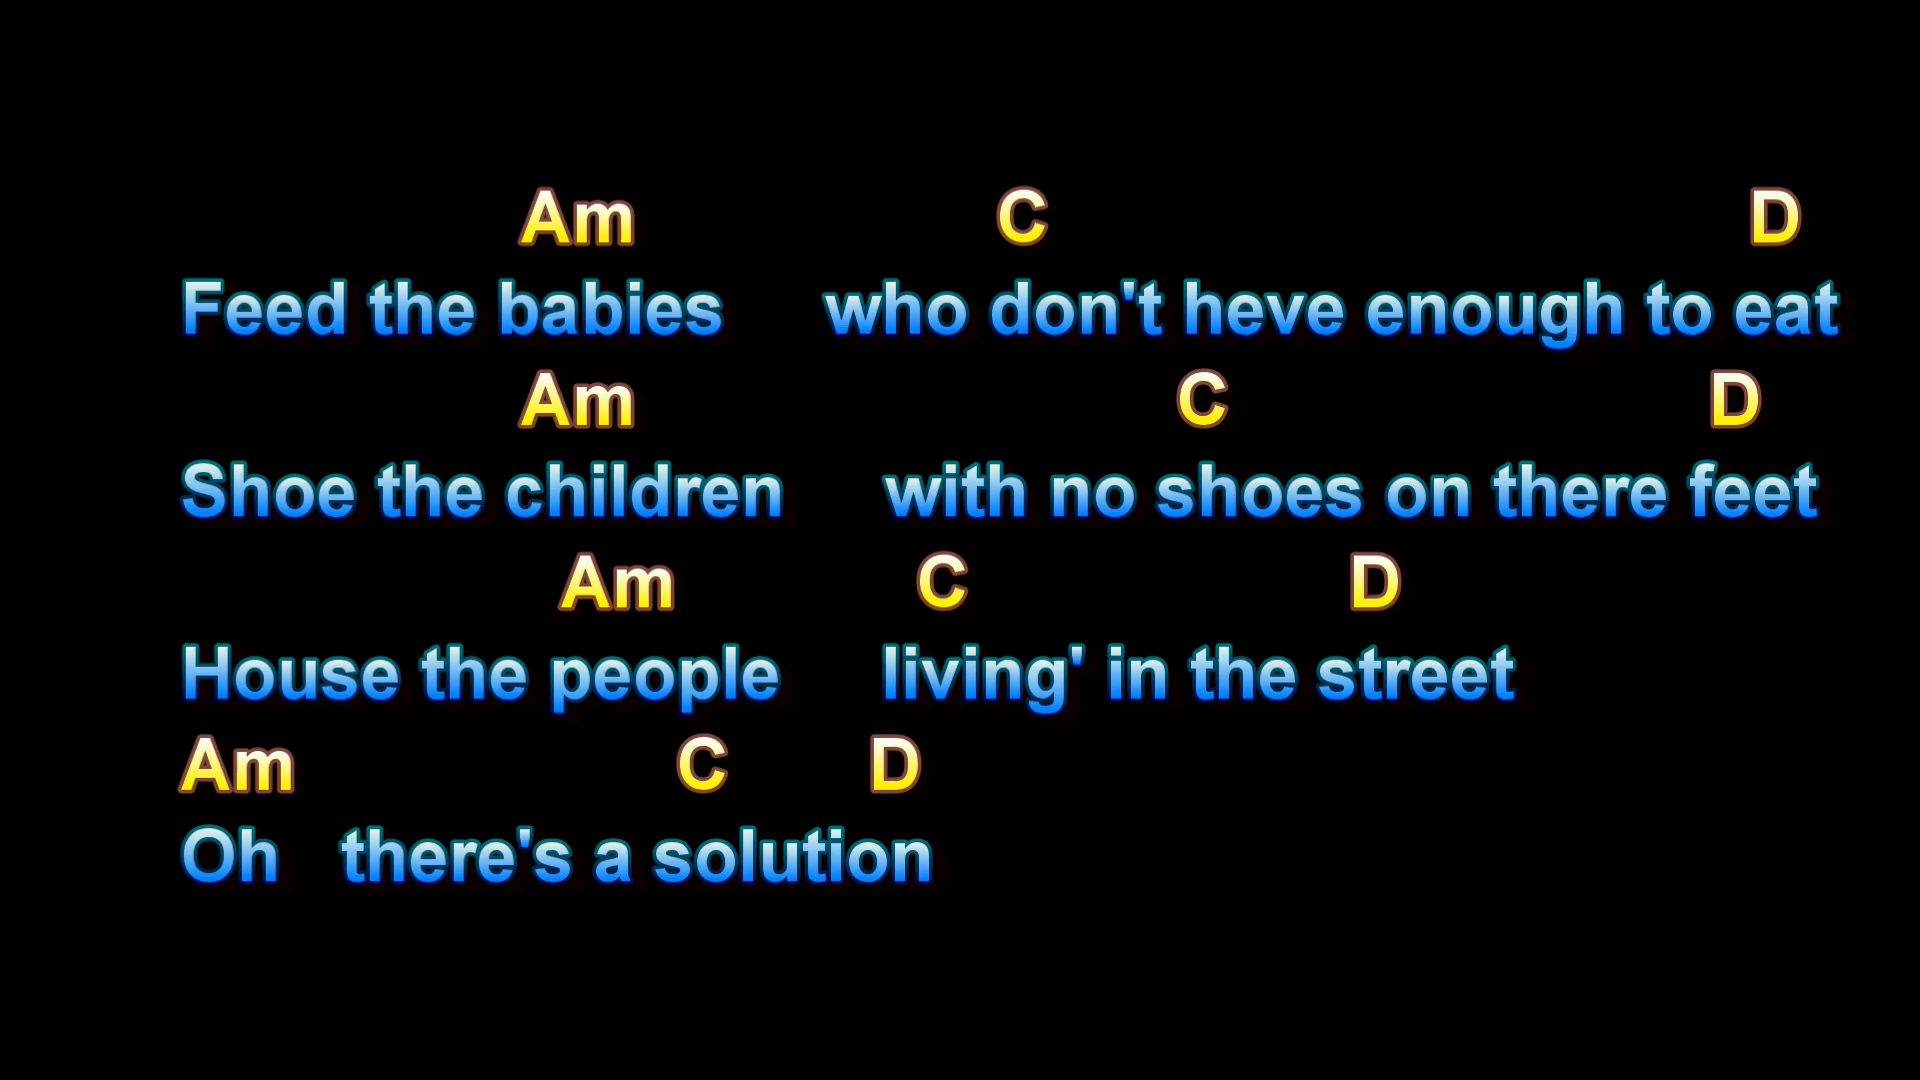 Am C D
Feed the babies who don't heve enough to eat
Am C D
Shoe the children with no shoes on there feet
Am C D
House the people living' in the street
Am C D
Oh there's a solution